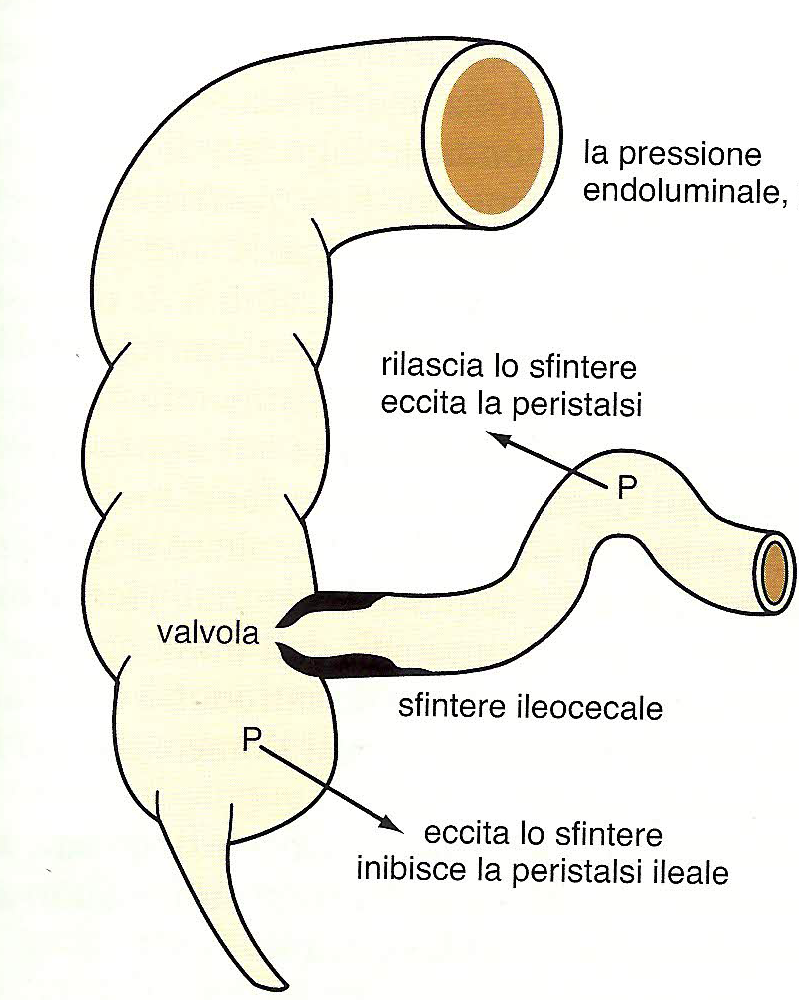 la pressione
endoluminale,
rilascia lo sfintere
eccita la peristalsi
P
valvola
sfintere ileocecale
P
eccita lo sfintere
inibisce la peristalsi ileale